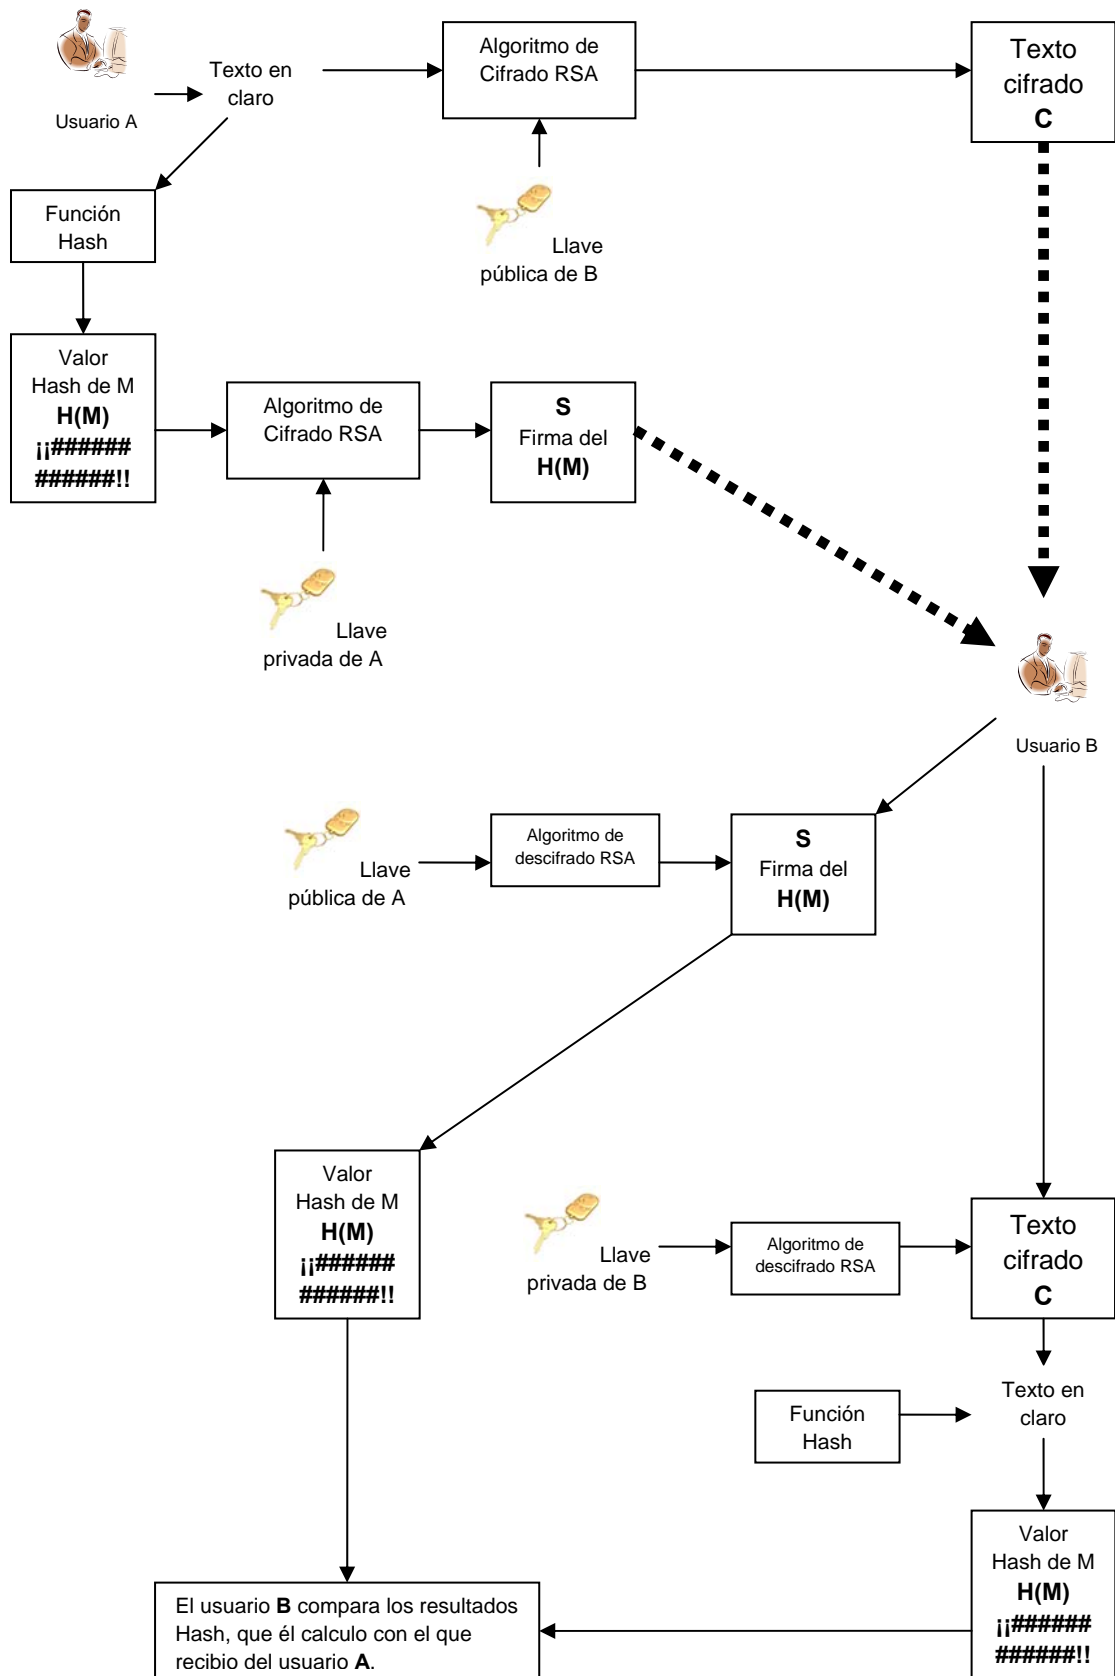 Usuario A
Texto en
claro
Algoritmo de
Cifrado RSA
Texto
cifrado
C
Llave
pública de B
Función
Hash
Valor
Hash de M
H(M)
¡¡######
######!!
Algoritmo de
Cifrado RSA
S
Firma del
H(M)
Llave
privada de A
Usuario B
Llave
pública de A
Algoritmo de
descifrado RSA
S
Firma del
H(M)
Valor
Hash de M
H(M)
¡¡######
######!!
Llave
privada de B
Algoritmo de
descifrado RSA
Texto
cifrado
C
Función
Hash
Texto en
claro
Valor
Hash de M
H(M)
¡¡######
######!!
El usuario B compara los resultados
Hash, que él calculo con el que
recibio del usuario A.